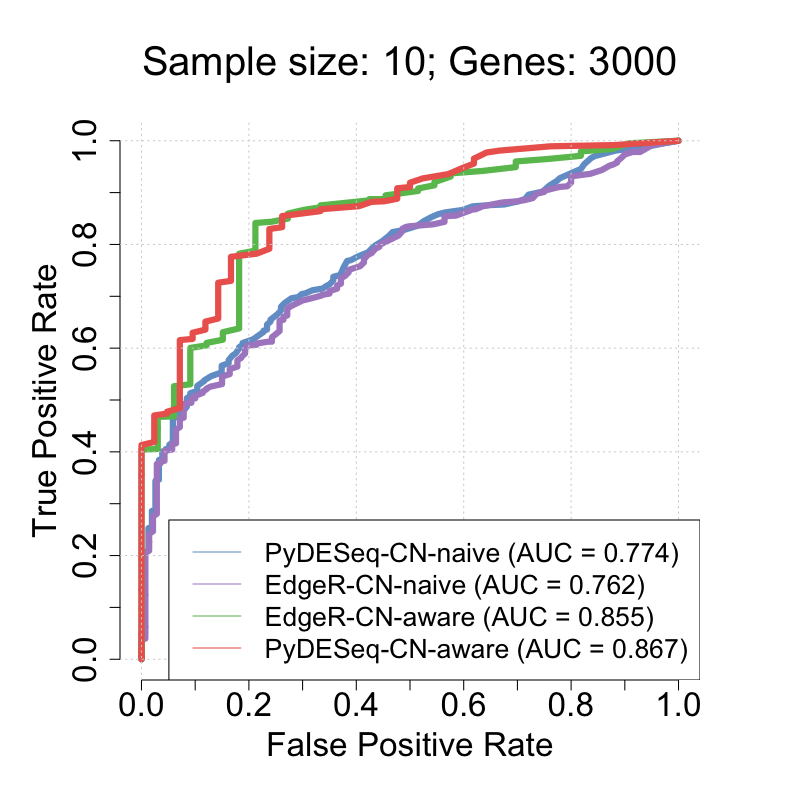 Sample size: 10; Genes: 3000
True Positive Rate
1.0
0.8
0.6
0.4
0.2
0.0
PyDESeq-CN-naive (AUC = 0.774)
EdgeR-CN-naive (AUC = 0.762)
EdgeR-CN-aware (AUC = 0.855)
PyDESeq-CN-aware (AUC = 0.867)
0.0 0.2 0.4 0.6 0.8 1.0
False Positive Rate